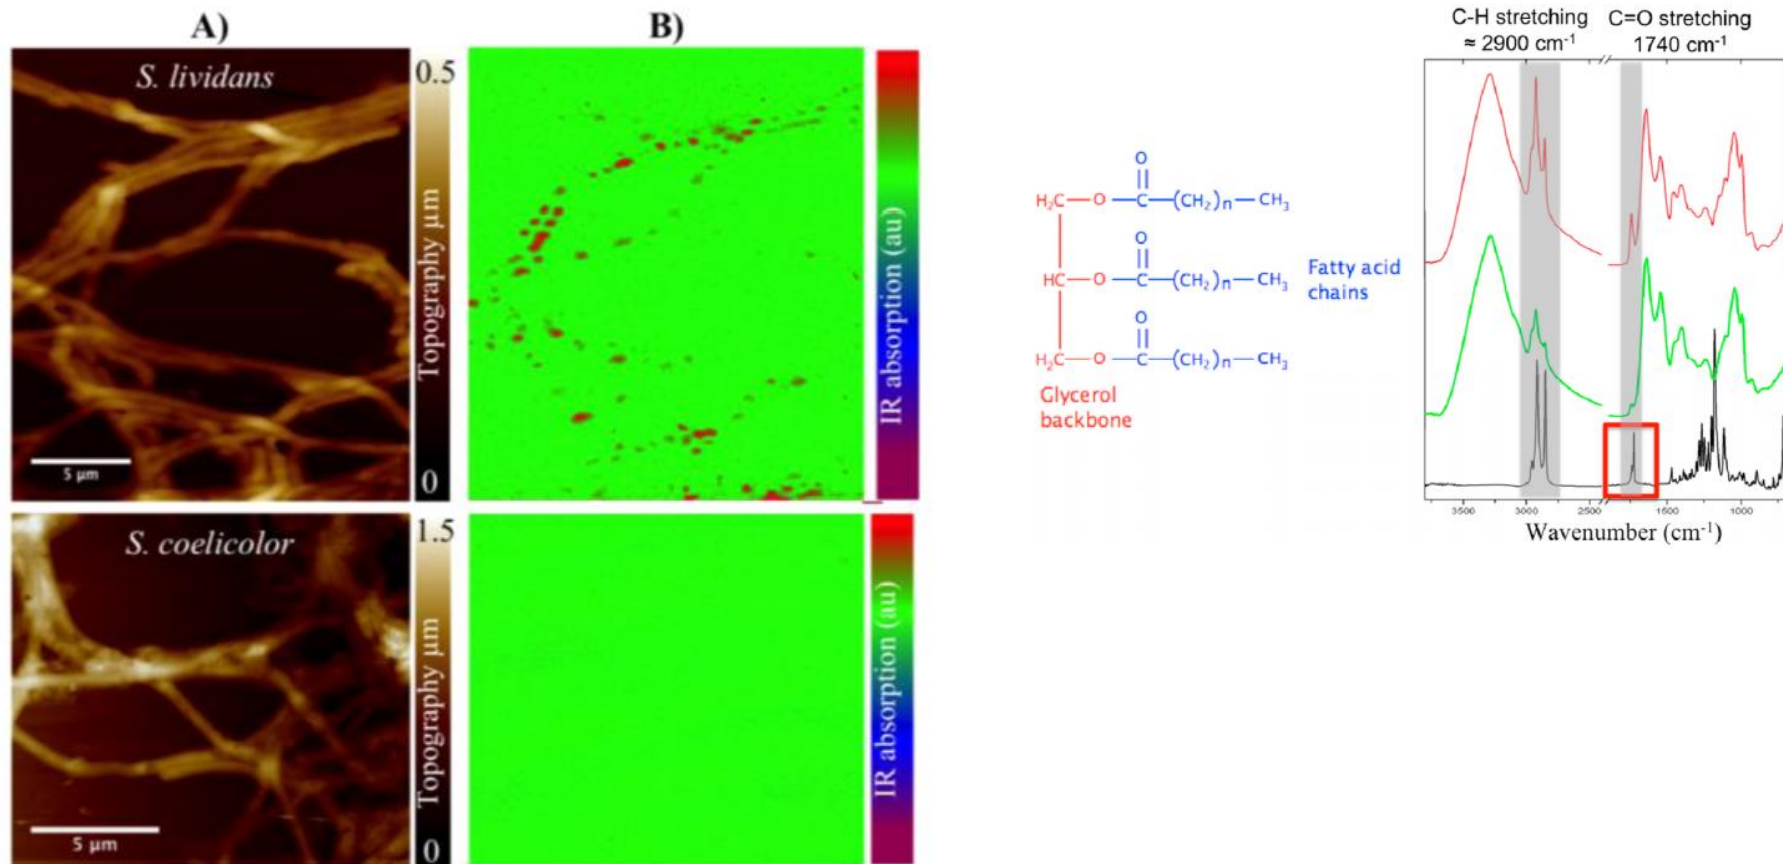 A)
B)
S. lividans
0.5
Topography µm
0
5 µm
IR absorption (au)
S. coelicolor
1.5
Topography µm
0
5 µm
IR absorption (au)
O O O
H₂C—O—C—(CH₂)n—CH₃
HC—O—C—(CH₂)n—CH₃
H₂C—O—C—(CH₂)n—CH₃
Fatty acid
chains
Glycerol
backbone
C-H stretching
≈ 2900 cm⁻¹
C=O stretching
1740 cm⁻¹
3500 3000 2500 1500 1000
Wavenumber (cm⁻¹)